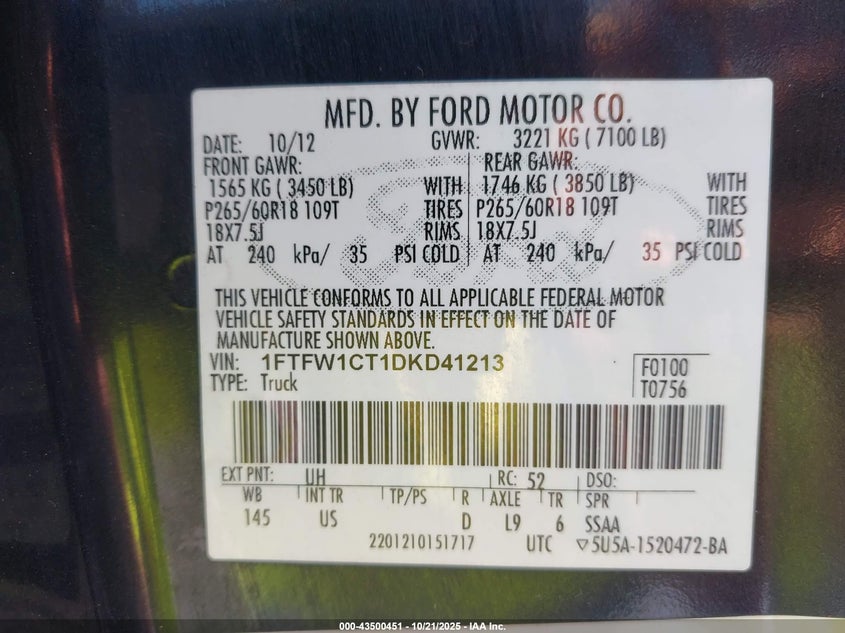 MFD. BY FORD MOTOR CO.
DATE: 10/12 GVWR: 3221 KG ( 7100 LB)
FRONT GAWR: REAR GAWR:
1565 KG ( 3450 LB) WITH 1746 KG ( 3850 LB) WITH
P265/60R18 109T TIRES P265/60R18 109T TIRES
18X7.5J RIMS 18X7.5J RIMS
AT 240 kPa/ 35 PSI COLD AT 240 kPa/ 35 PSI COLD
THIS VEHICLE CONFORMS TO ALL APPLICABLE FEDERAL MOTOR
VEHICLE SAFETY STANDARDS IN EFFECT ON THE DATE OF
MANUFACTURE SHOWN ABOVE.
VIN: 1FTFW1CT1DKD41213 F0100
TYPE: Truck T0756
EXT PNT: UH RC: 52 DSO:
WB INT TR TP/PS R AXLE TR SPR
145 US D L9 6 SSAA
2201210151717 UTC ▽5U5A-1520472-BA
000-43500451 - 10/21/2025 - IAA Inc.